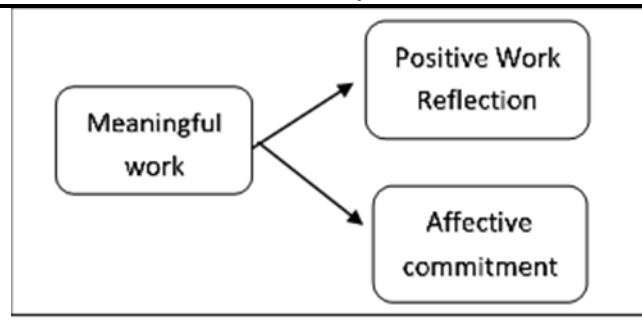 Positive Work
Reflection
Meaningful
work
Affective
commitment